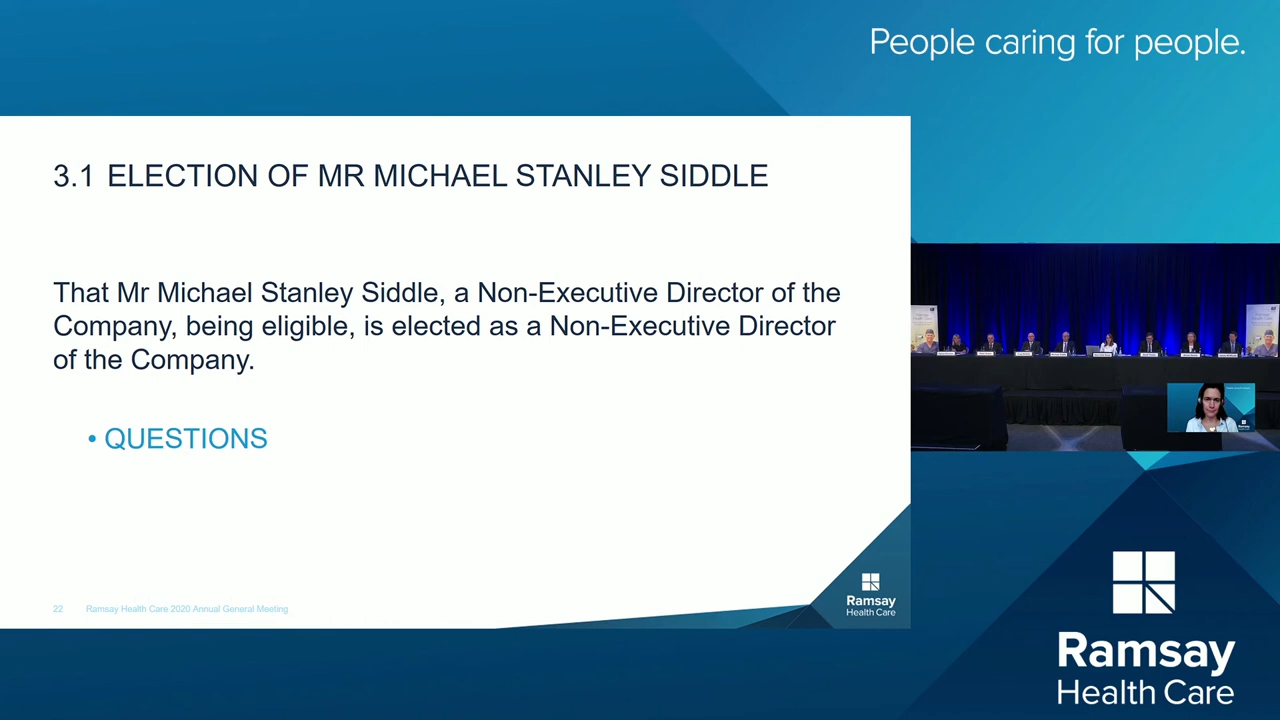 People caring for people.
3.1 ELECTION OF MR MICHAEL STANLEY SIDDLE
That Mr Michael Stanley Siddle, a Non-Executive Director of the
Company, being eligible, is elected as a Non-Executive Director
of the Company.
• QUESTIONS
22 Ramsay Health Care 2020 Annual General Meeting
Ramsay
Health Care
Ramsay
Health Care